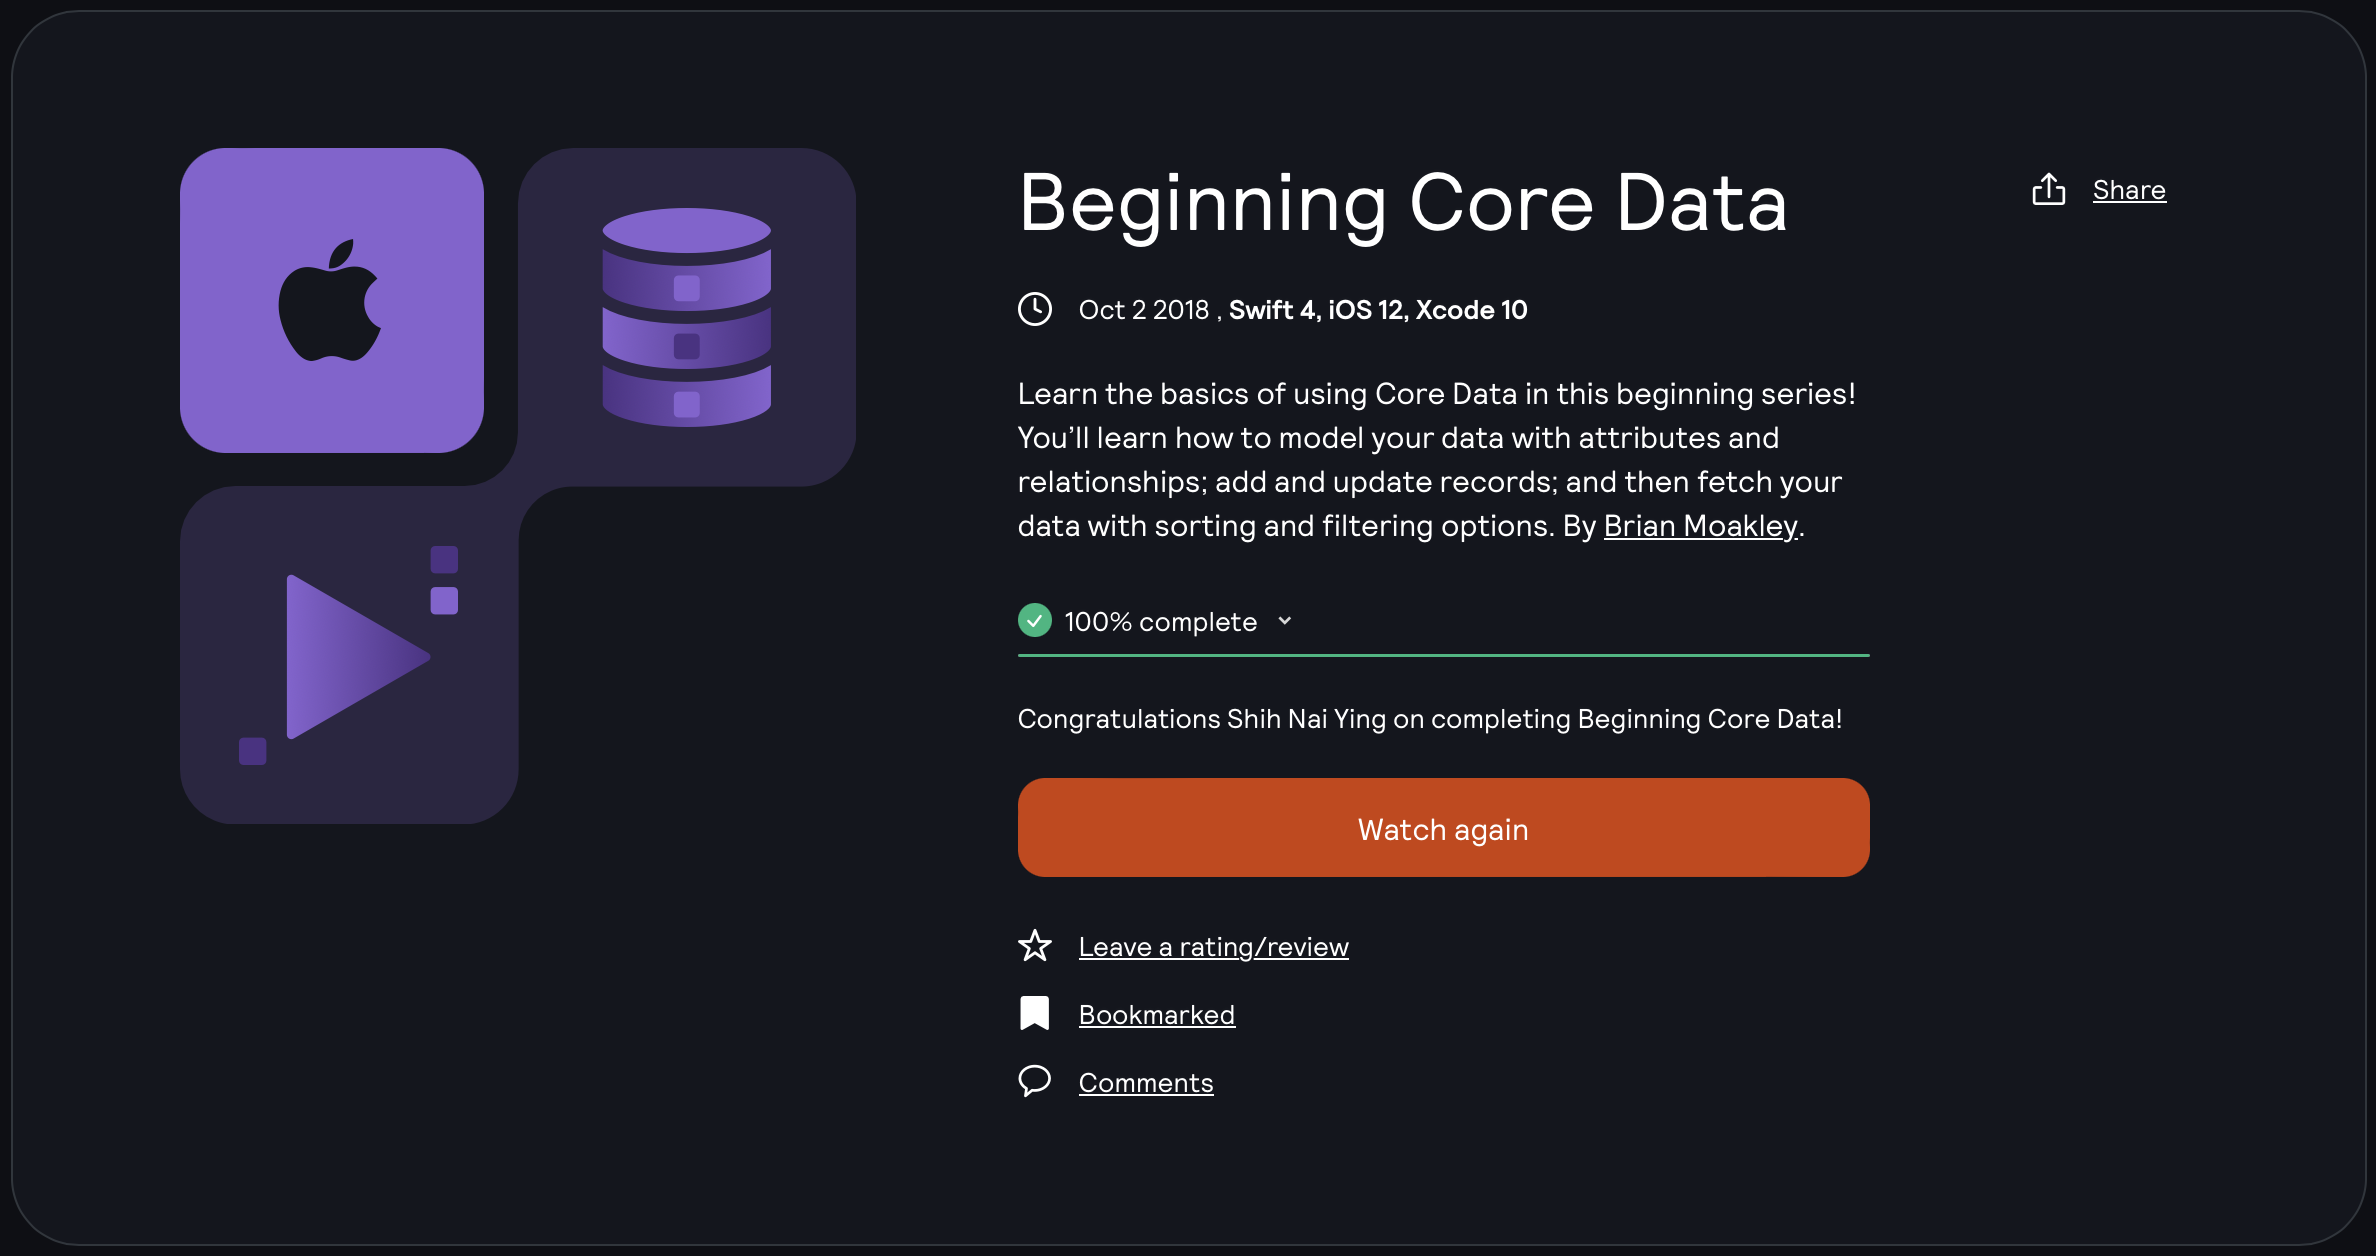 Beginning Core Data
Share
Oct 2 2018 , Swift 4, iOS 12, Xcode 10
Learn the basics of using Core Data in this beginning series!
You’ll learn how to model your data with attributes and
relationships; add and update records; and then fetch your
data with sorting and filtering options. By Brian Moakley.
100% complete
Congratulations Shih Nai Ying on completing Beginning Core Data!
Watch again
Leave a rating/review
Bookmarked
Comments